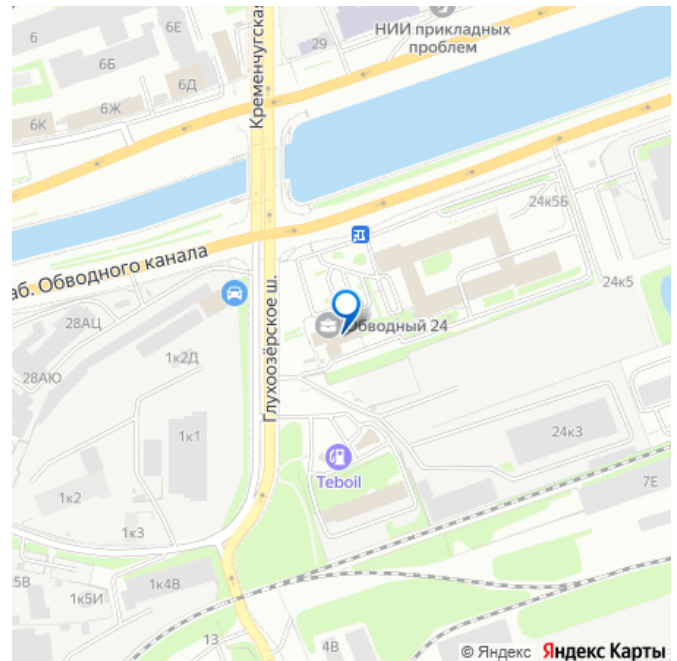 6
6Е
6Б
29
НИИ прикладных
проблем
6Д
6Ж
6К
Кременчугская
24к5Б
наб. Обводного канала
24к5
28АЦ
Обводный 24
Глухоозёрское ш.
1к2Д
28АЮ
1к1
24к3
Teboil
7Е
1к2
1к3
5В
1к4В
1к5И
13
4В
© Яндекс Яндекс Карты